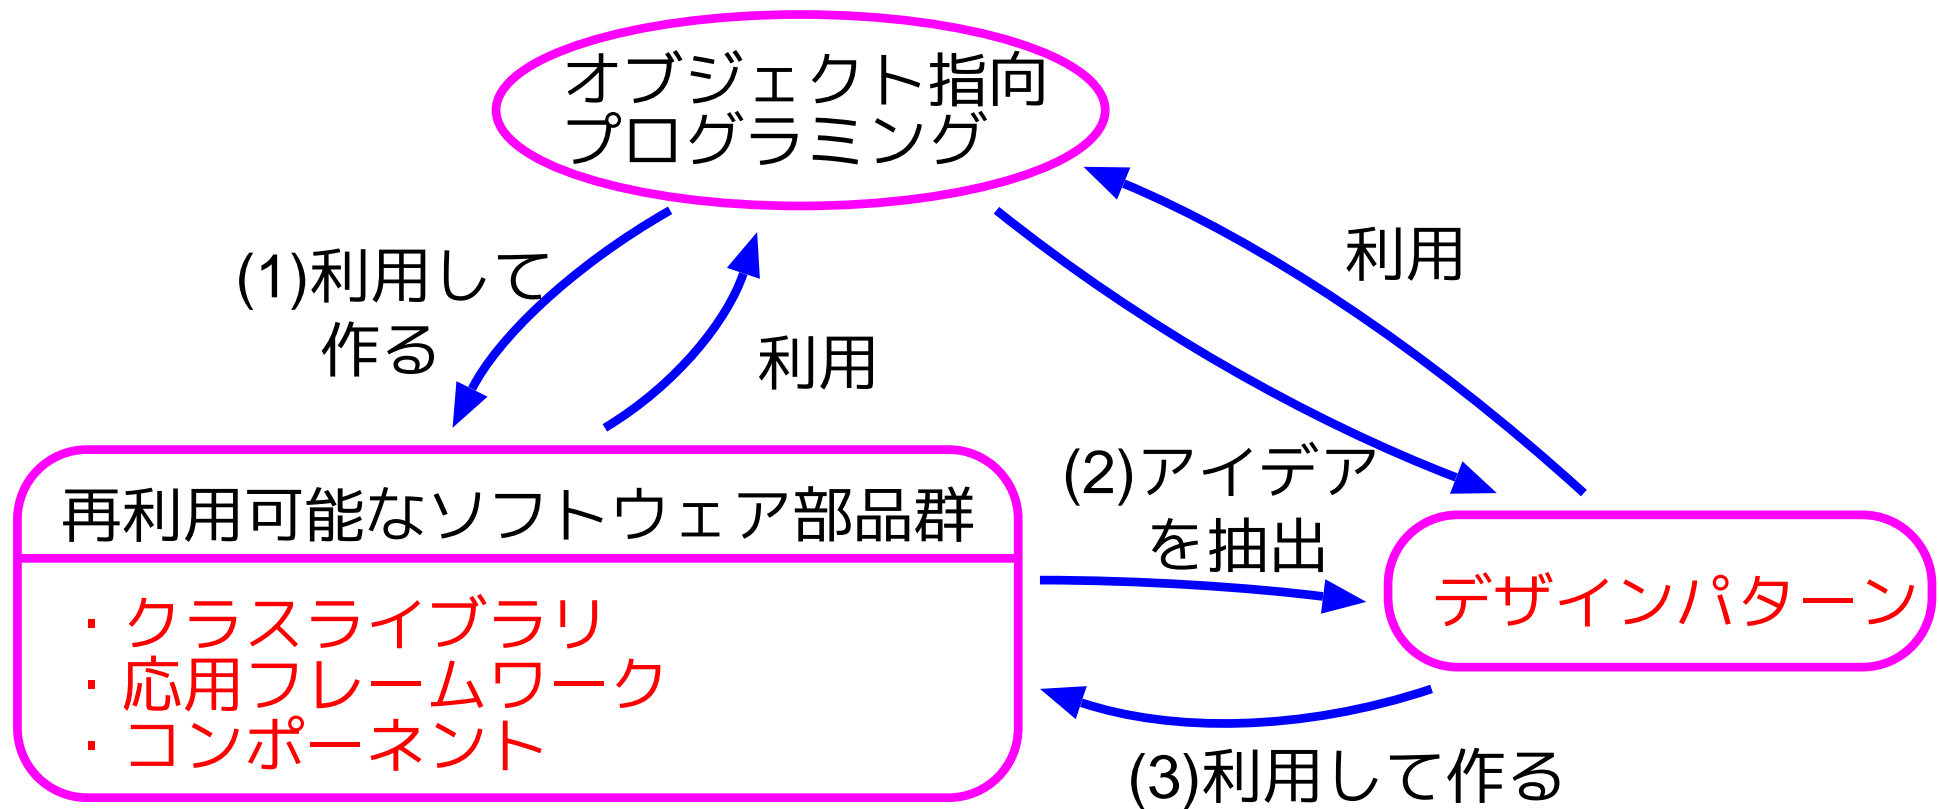 オブジェクト指向
プログラミング
(1)利用して
作る
利用
利用
(2)アイデア
を抽出
再利用可能なソフトウェア部品群
・クラスライブラリ
・応用フレームワーク
・コンポーネント
デザインパターン
(3)利用して作る